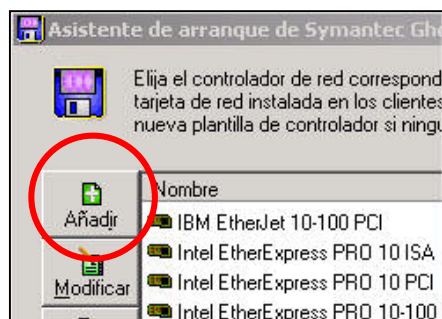 Asistente de arranque de Symantec Gho
Elija el controlador de red correspond
tarjeta de red instalada en los clientes
nueva plantilla de controlador si ningu
Nombre
Añadir
IBM EtherJet 10-100 PCI
Intel EtherExpress PRO 10 ISA
Modificar
Intel EtherExpress PRO 10 PCI
Intel EtherExpress PRO 10-100